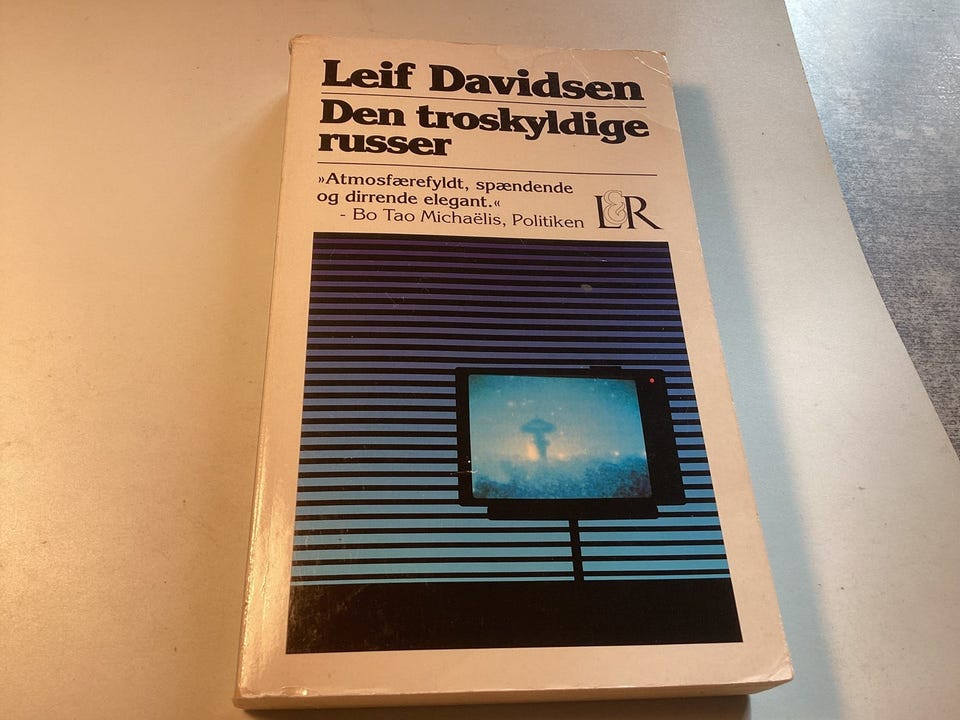 Leif Davidsen
Den troskyldige
russer
»Atmosfærefyldt, spændende
og dirrende elegant.«
- Bo Tao Michaëlis, Politiken
L&R